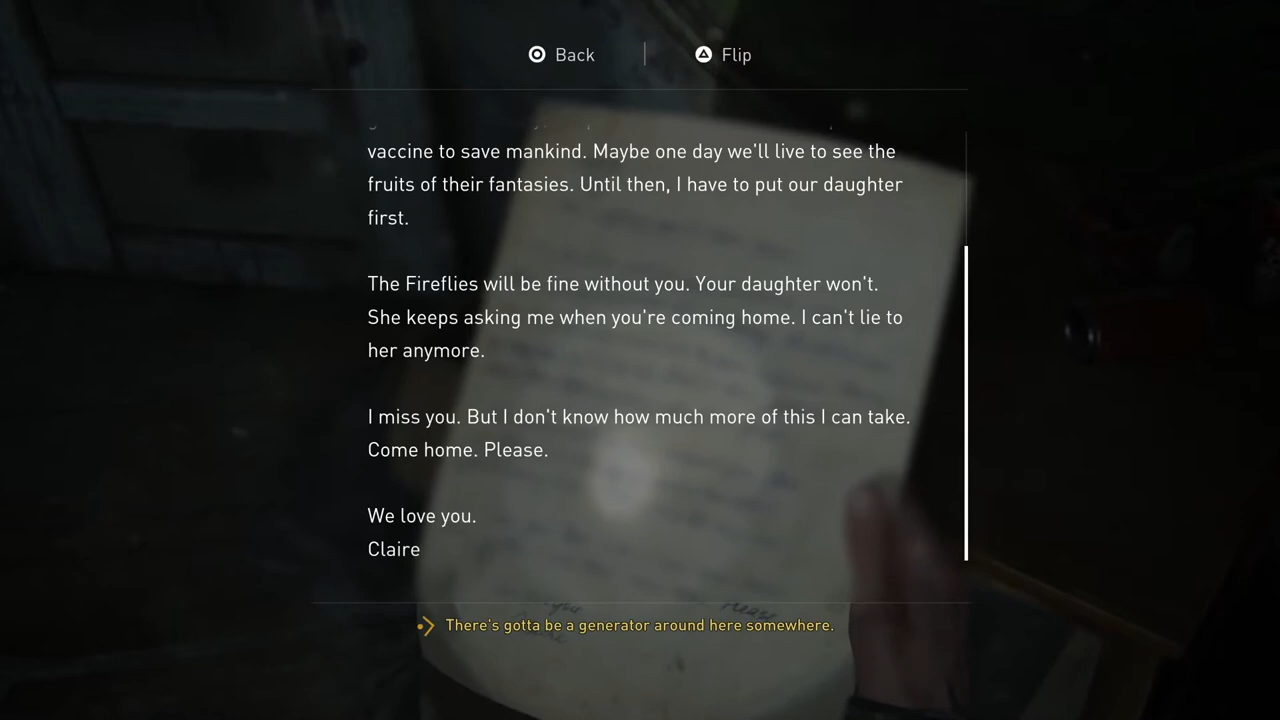 Back
Flip
vaccine to save mankind. Maybe one day we'll live to see the
fruits of their fantasies. Until then, I have to put our daughter
first.
The Fireflies will be fine without you. Your daughter won't.
She keeps asking me when you're coming home. I can't lie to
her anymore.
I miss you. But I don't know how much more of this I can take.
Come home. Please.
We love you.
Claire
you
Please
There's gotta be a generator around here somewhere.